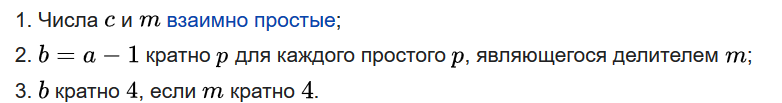 1. Числа c и m взаимно простые;
2. b = a − 1 кратно p для каждого простого p, являющегося делителем m;
3. b кратно 4, если m кратно 4.